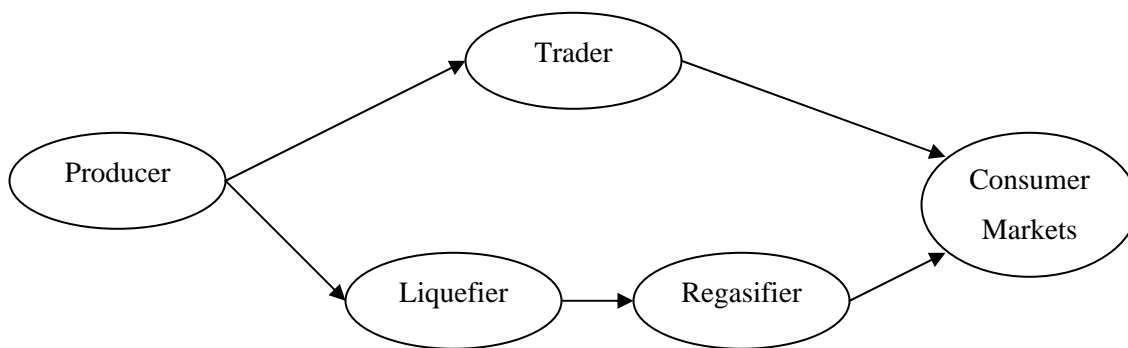 Trader
Producer
Consumer
Markets
Liquefier
Regasifier